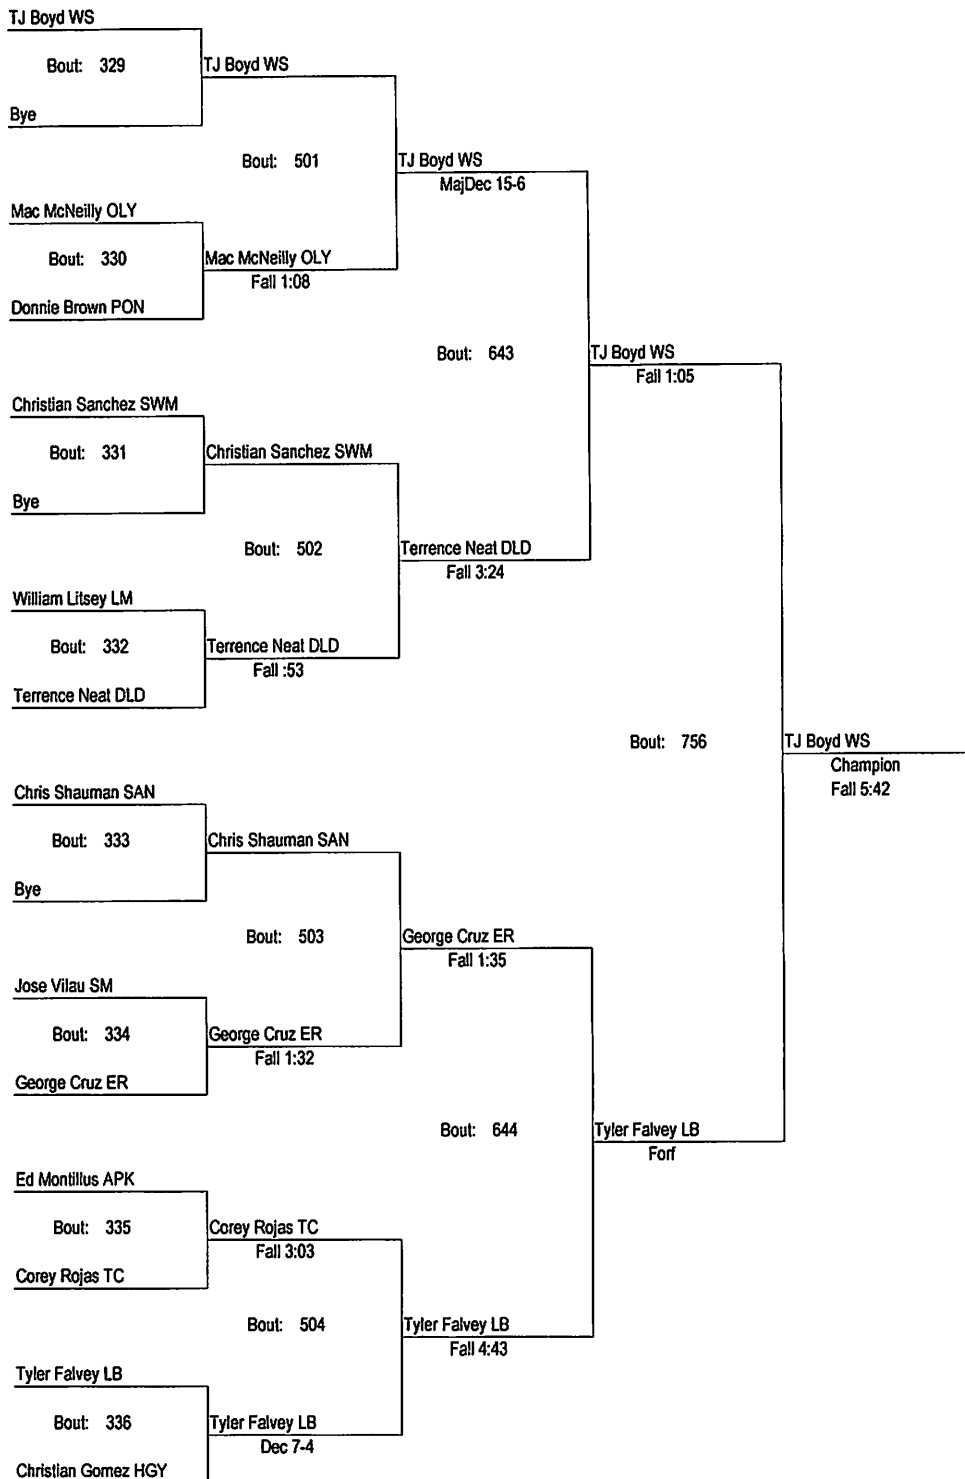 TJ Boyd WS
Bout: 329
TJ Boyd WS
Bye
Bout: 501
TJ Boyd WS
MajDec 15-6
Mac McNeilly OLY
Bout: 330
Mac McNeilly OLY
Fall 1:08
Donnie Brown PON
Bout: 643
TJ Boyd WS
Fall 1:05
Christian Sanchez SWM
Bout: 331
Christian Sanchez SWM
Bye
Bout: 502
Terrence Neat DLD
Fall 3:24
William Litsey LM
Bout: 332
Terrence Neat DLD
Fall :53
Terrence Neat DLD
Bout: 756
TJ Boyd WS
Champion
Fall 5:42
Chris Shauman SAN
Bout: 333
Chris Shauman SAN
Bye
Bout: 503
George Cruz ER
Fall 1:35
Jose Vilau SM
Bout: 334
George Cruz ER
Fall 1:32
George Cruz ER
Bout: 644
Tyler Falvey LB
Forf
Ed Montillus APK
Bout: 335
Corey Rojas TC
Fall 3:03
Corey Rojas TC
Bout: 504
Tyler Falvey LB
Fall 4:43
Tyler Falvey LB
Bout: 336
Tyler Falvey LB
Dec 7-4
Christian Gomez HGY